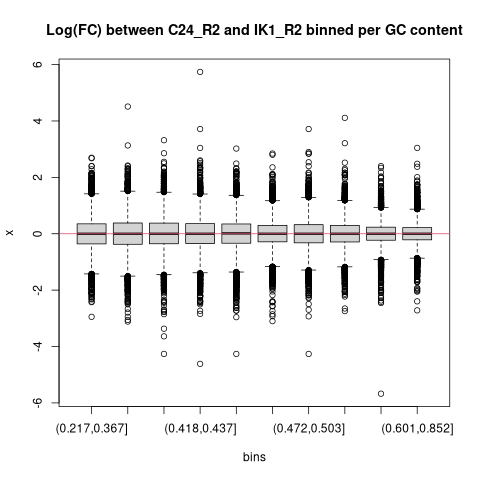 Log(FC) between C24_R2 and IK1_R2 binned per GC content
6
4
2
0
-2
-4
-6
x
(0.217,0.367] (0.418,0.437] (0.472,0.503] (0.601,0.852]
bins